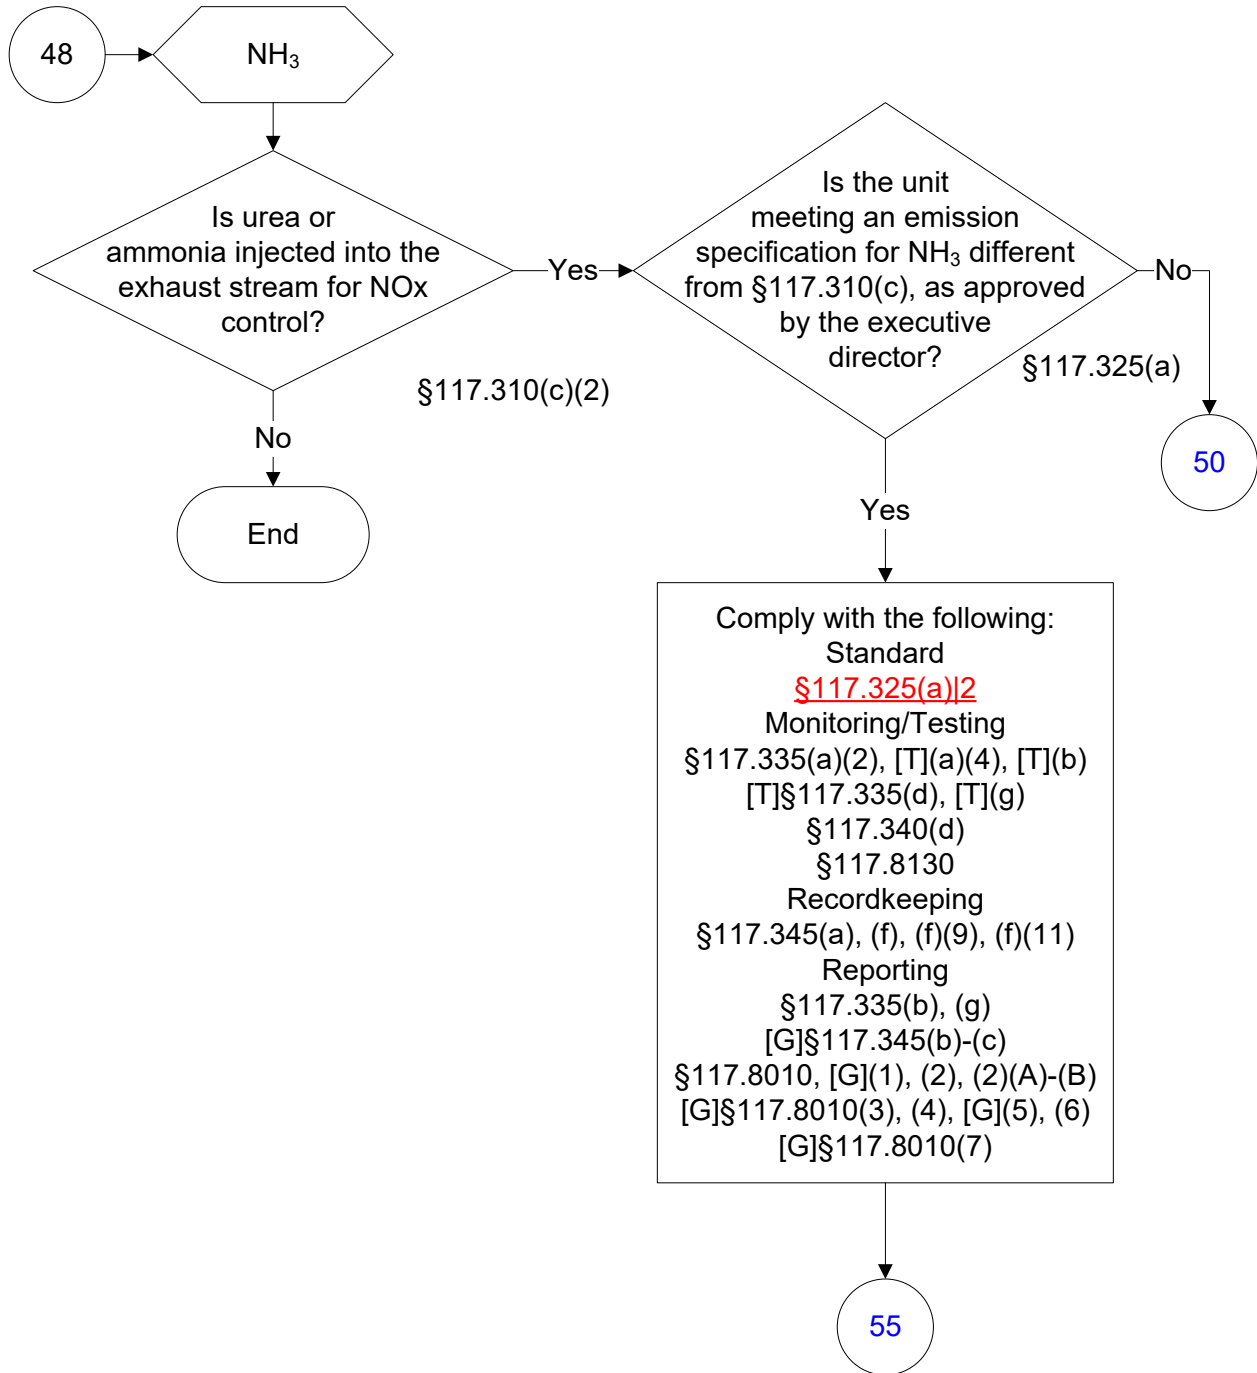 48
NH₃
Is urea or
ammonia injected into the
exhaust stream for NOx
control?
§117.310(c)(2)
Yes
No
End
Is the unit
meeting an emission
specification for NH₃ different
from §117.310(c), as approved
by the executive
director?
§117.325(a)
No
50
Yes
Comply with the following:
Standard
§117.325(a)|2
Monitoring/Testing
§117.335(a)(2), [T](a)(4), [T](b)
[T]§117.335(d), [T](g)
§117.340(d)
§117.8130
Recordkeeping
§117.345(a), (f), (f)(9), (f)(11)
Reporting
§117.335(b), (g)
[G]§117.345(b)-(c)
§117.8010, [G](1), (2), (2)(A)-(B)
[G]§117.8010(3), (4), [G](5), (6)
[G]§117.8010(7)
55